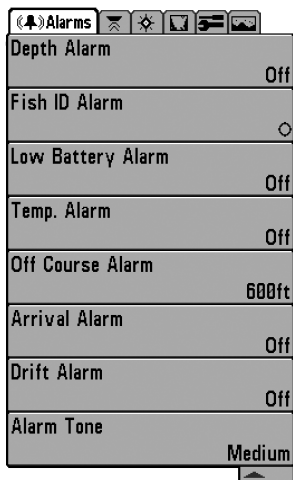 Alarms
Depth Alarm
Off
Fish ID Alarm
Low Battery Alarm
Off
Temp. Alarm
Off
Off Course Alarm
600ft
Arrival Alarm
Off
Drift Alarm
Off
Alarm Tone
Medium